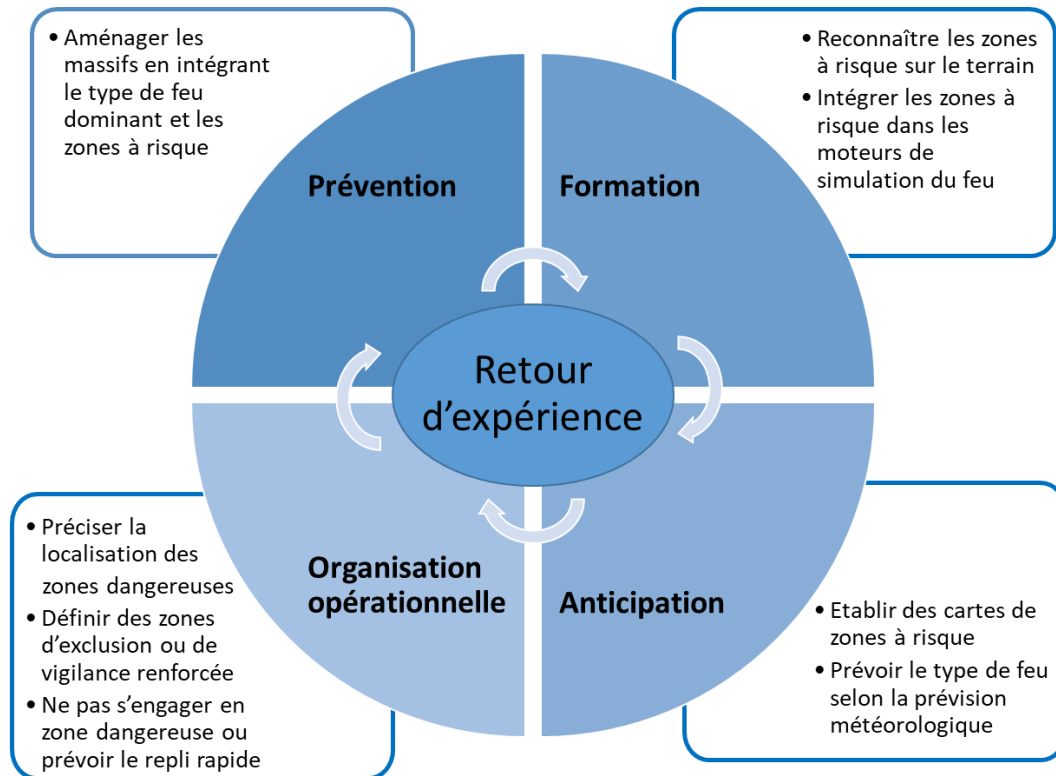 • Aménager les
massifs en intégrant
le type de feu
dominant et les
zones à risque
• Reconnaître les zones
à risque sur le terrain
• Intégrer les zones à
risque dans les
moteurs de
simulation du feu
Prévention
Formation
Retour
d’expérience
Organisation
opérationnelle
Anticipation
• Préciser la
localisation des
zones dangereuses
• Définir des zones
d’exclusion ou de
vigilance renforcée
• Ne pas s’engager en
zone dangereuse ou
prévoir le repli rapide
• Etablir des cartes de
zones à risque
• Prévoir le type de feu
selon la prévision
météorologique